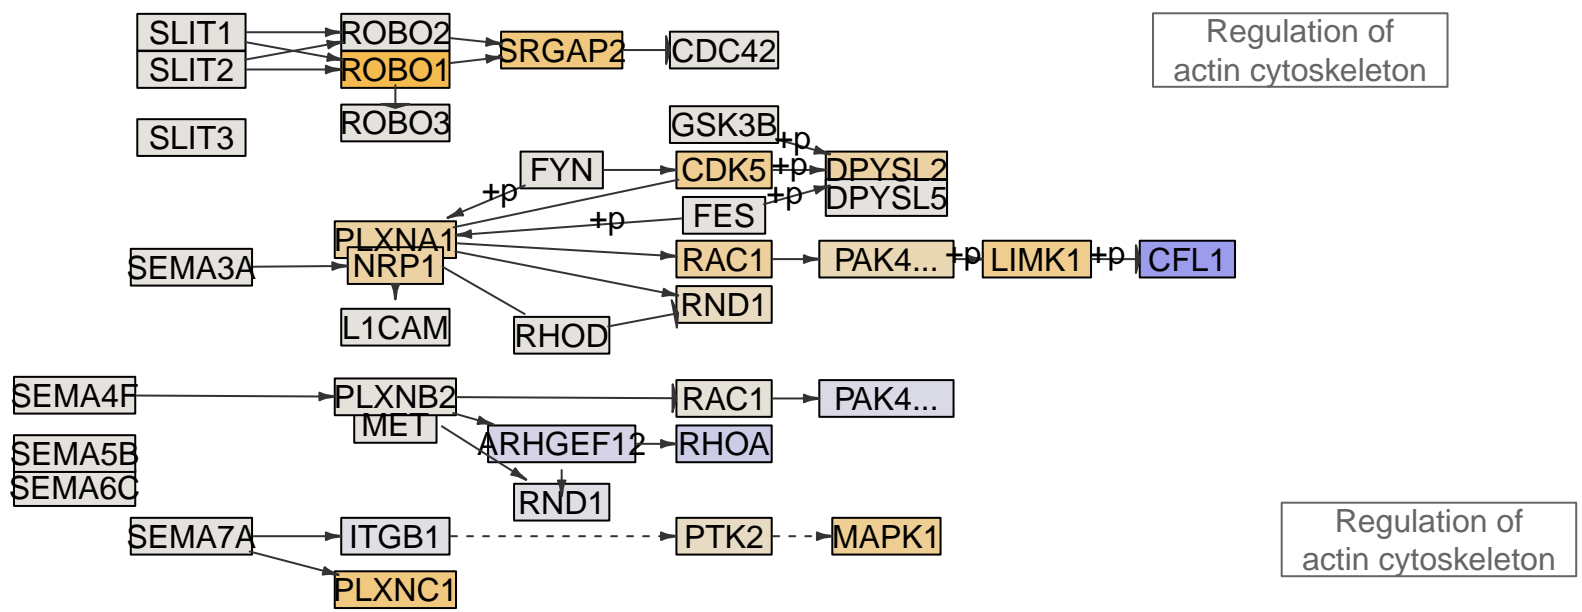 SLIT1 ROBO2 SRGAP2 CDC42 Regulation of
SLIT2 ROBO1 actin cytoskeleton
SLIT3 ROBO3 GSK3B +p
FYN CDK5 +p DPYSL2
+p FES +p DPYSL5
PLXNA1 +p
SEMA3A NRP1 RAC1 PAK4... +p LIMK1 +p CFL1
RND1
L1CAM RHOD
SEMA4F PLXNB2 RAC1 PAK4...
MET
SEMA5B ARHGEF12 RHOA
SEMA6C RND1
SEMA7A ITGB1 PTK2 MAPK1 Regulation of
actin cytoskeleton
PLXNC1